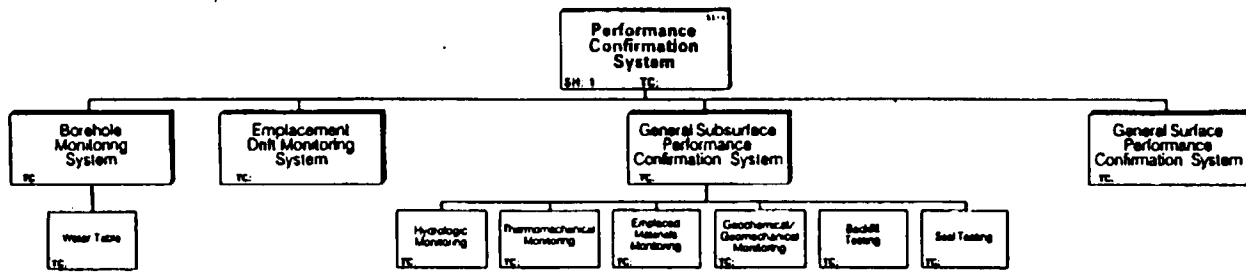 Performance
Confirmation
System
SH: 1 TC:
Borehole
Monitoring
System
TC
Emplacement
Drift Monitoring
System
TC:
General Subsurface
Performance
Confirmation System
TC:
General Surface
Performance
Confirmation System
TC:
Water Table
TC:
Hydrologic
Monitoring
TC:
Thermomechanical
Monitoring
TC:
Emplaced
Materials
Monitoring
TC:
Geochemical/
Geomechanical
Monitoring
TC:
Backfill
Testing
TC:
Seal Testing
TC: